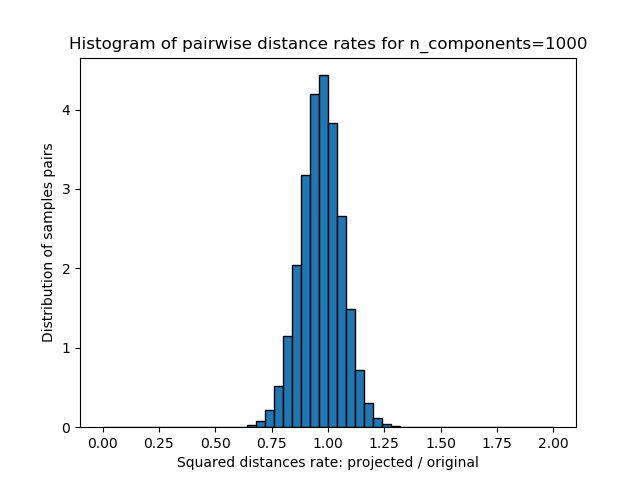 Histogram of pairwise distance rates for n_components=1000
Distribution of samples pairs
4
3
2
1
0
0.00 0.25 0.50 0.75 1.00 1.25 1.50 1.75 2.00
Squared distances rate: projected / original